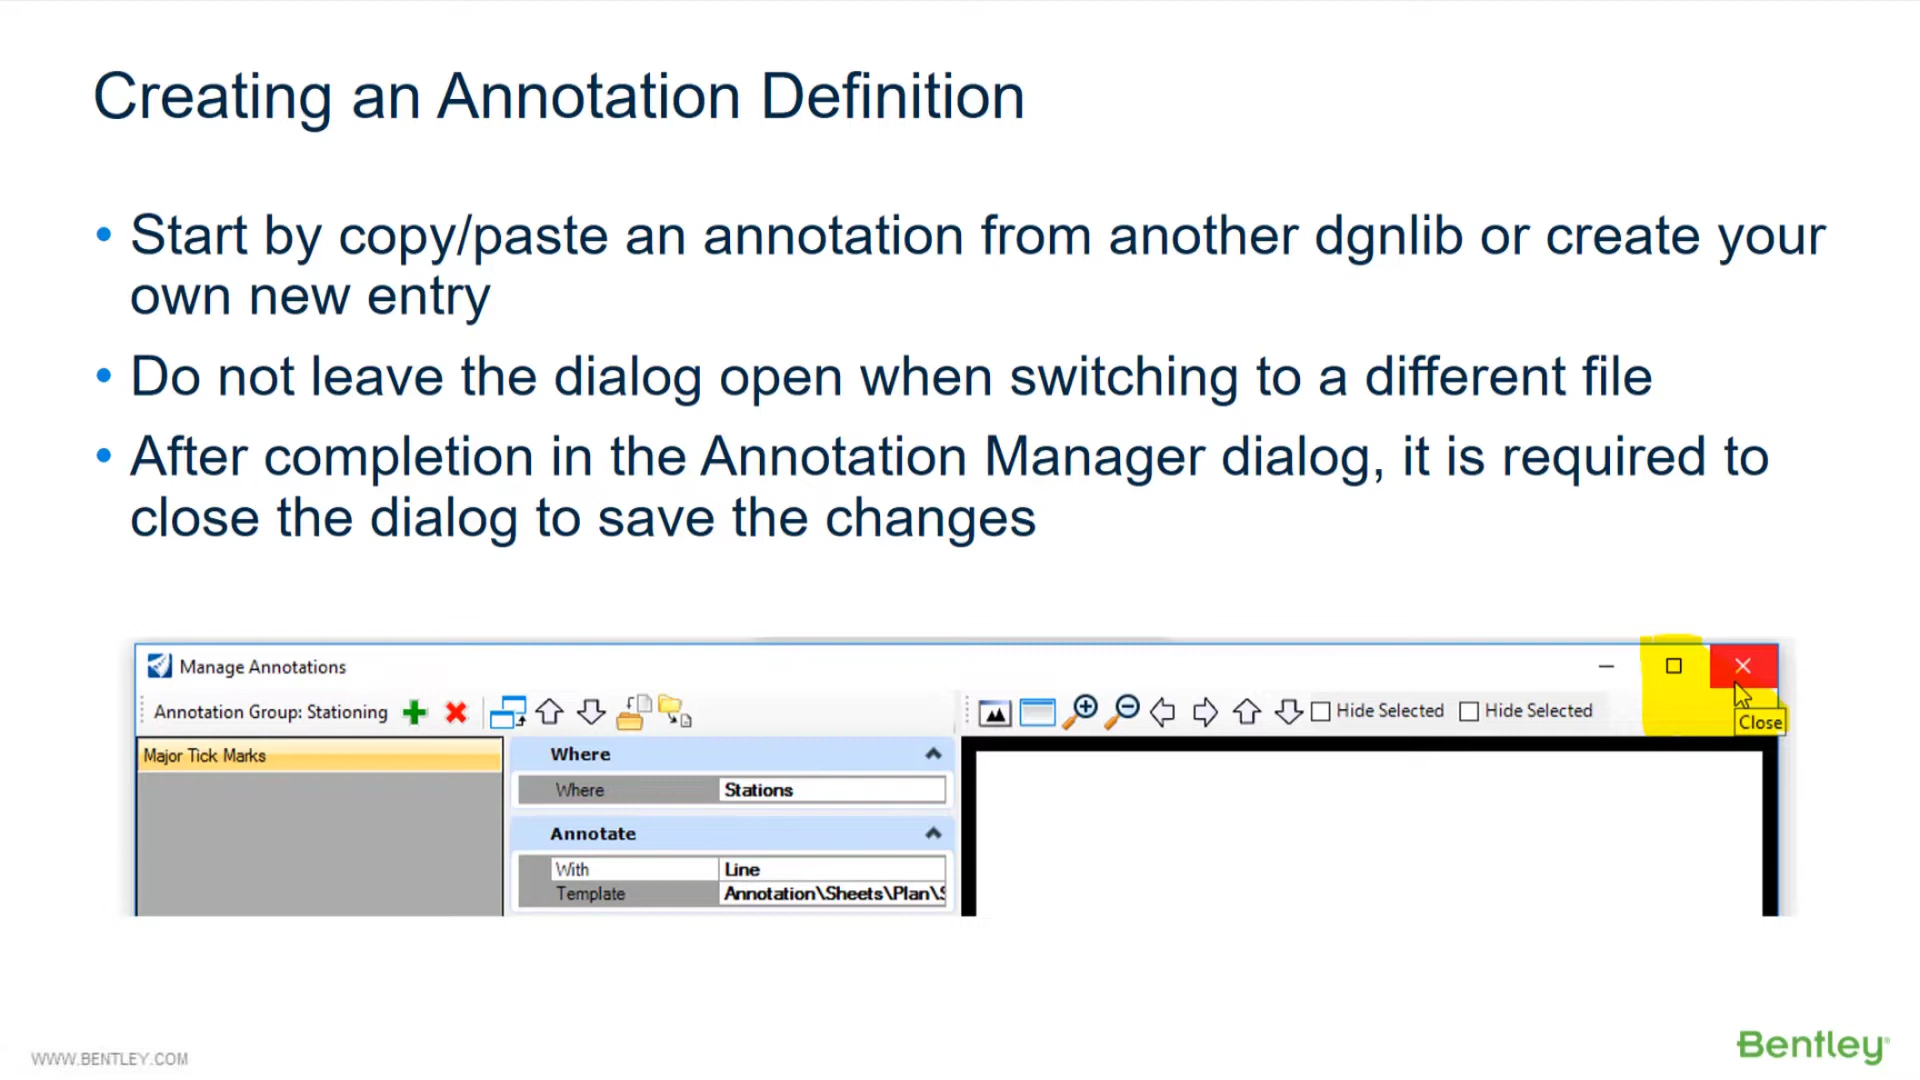 Creating an Annotation Definition
• Start by copy/paste an annotation from another dgnlib or create your
own new entry
• Do not leave the dialog open when switching to a different file
• After completion in the Annotation Manager dialog, it is required to
close the dialog to save the changes
Manage Annotations
Annotation Group: Stationing
Hide Selected
Hide Selected
Close
Major Tick Marks
Where
Where Stations
Annotate
With Line
Template Annotation\Sheets\Plan\S
WWW.BENTLEY.COM
Bentley®